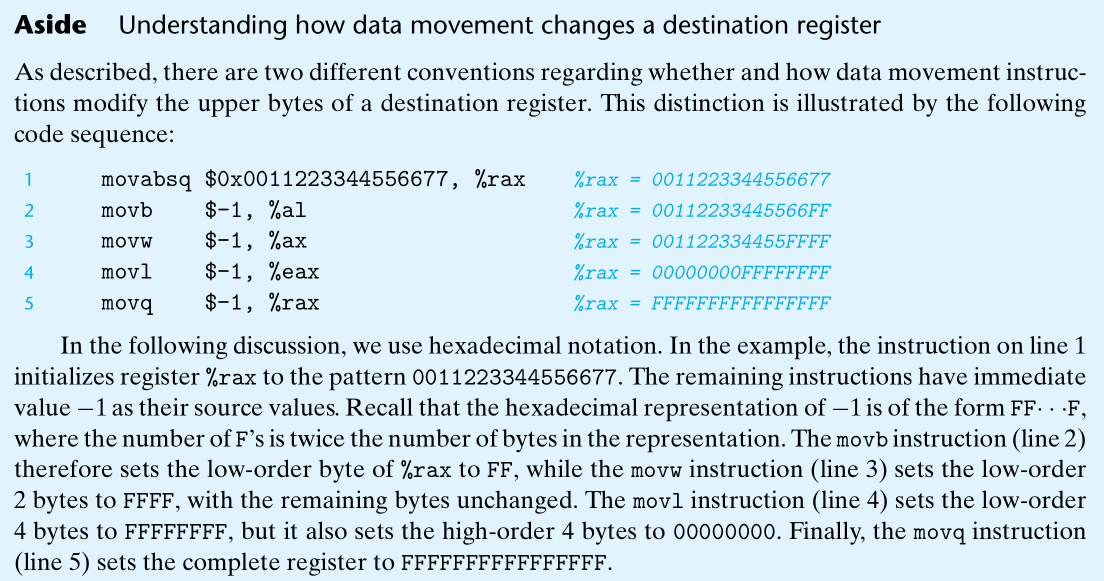 Aside Understanding how data movement changes a destination register
As described, there are two different conventions regarding whether and how data movement instruc-
tions modify the upper bytes of a destination register. This distinction is illustrated by the following
code sequence:
1 movabsq $0x0011223344556677, %rax %rax = 0011223344556677
2 movb $-1, %al %rax = 00112233445566FF
3 movw $-1, %ax %rax = 001122334455FFFF
4 movl $-1, %eax %rax = 00000000FFFFFFFF
5 movq $-1, %rax %rax = FFFFFFFFFFFFFFFF
In the following discussion, we use hexadecimal notation. In the example, the instruction on line 1
initializes register %rax to the pattern 0011223344556677. The remaining instructions have immediate
value −1 as their source values. Recall that the hexadecimal representation of −1 is of the form FF· · ·F,
where the number of F's is twice the number of bytes in the representation. The movb instruction (line 2)
therefore sets the low-order byte of %rax to FF, while the movw instruction (line 3) sets the low-order
2 bytes to FFFF, with the remaining bytes unchanged. The movl instruction (line 4) sets the low-order
4 bytes to FFFFFFFF, but it also sets the high-order 4 bytes to 00000000. Finally, the movq instruction
(line 5) sets the complete register to FFFFFFFFFFFFFFFF.